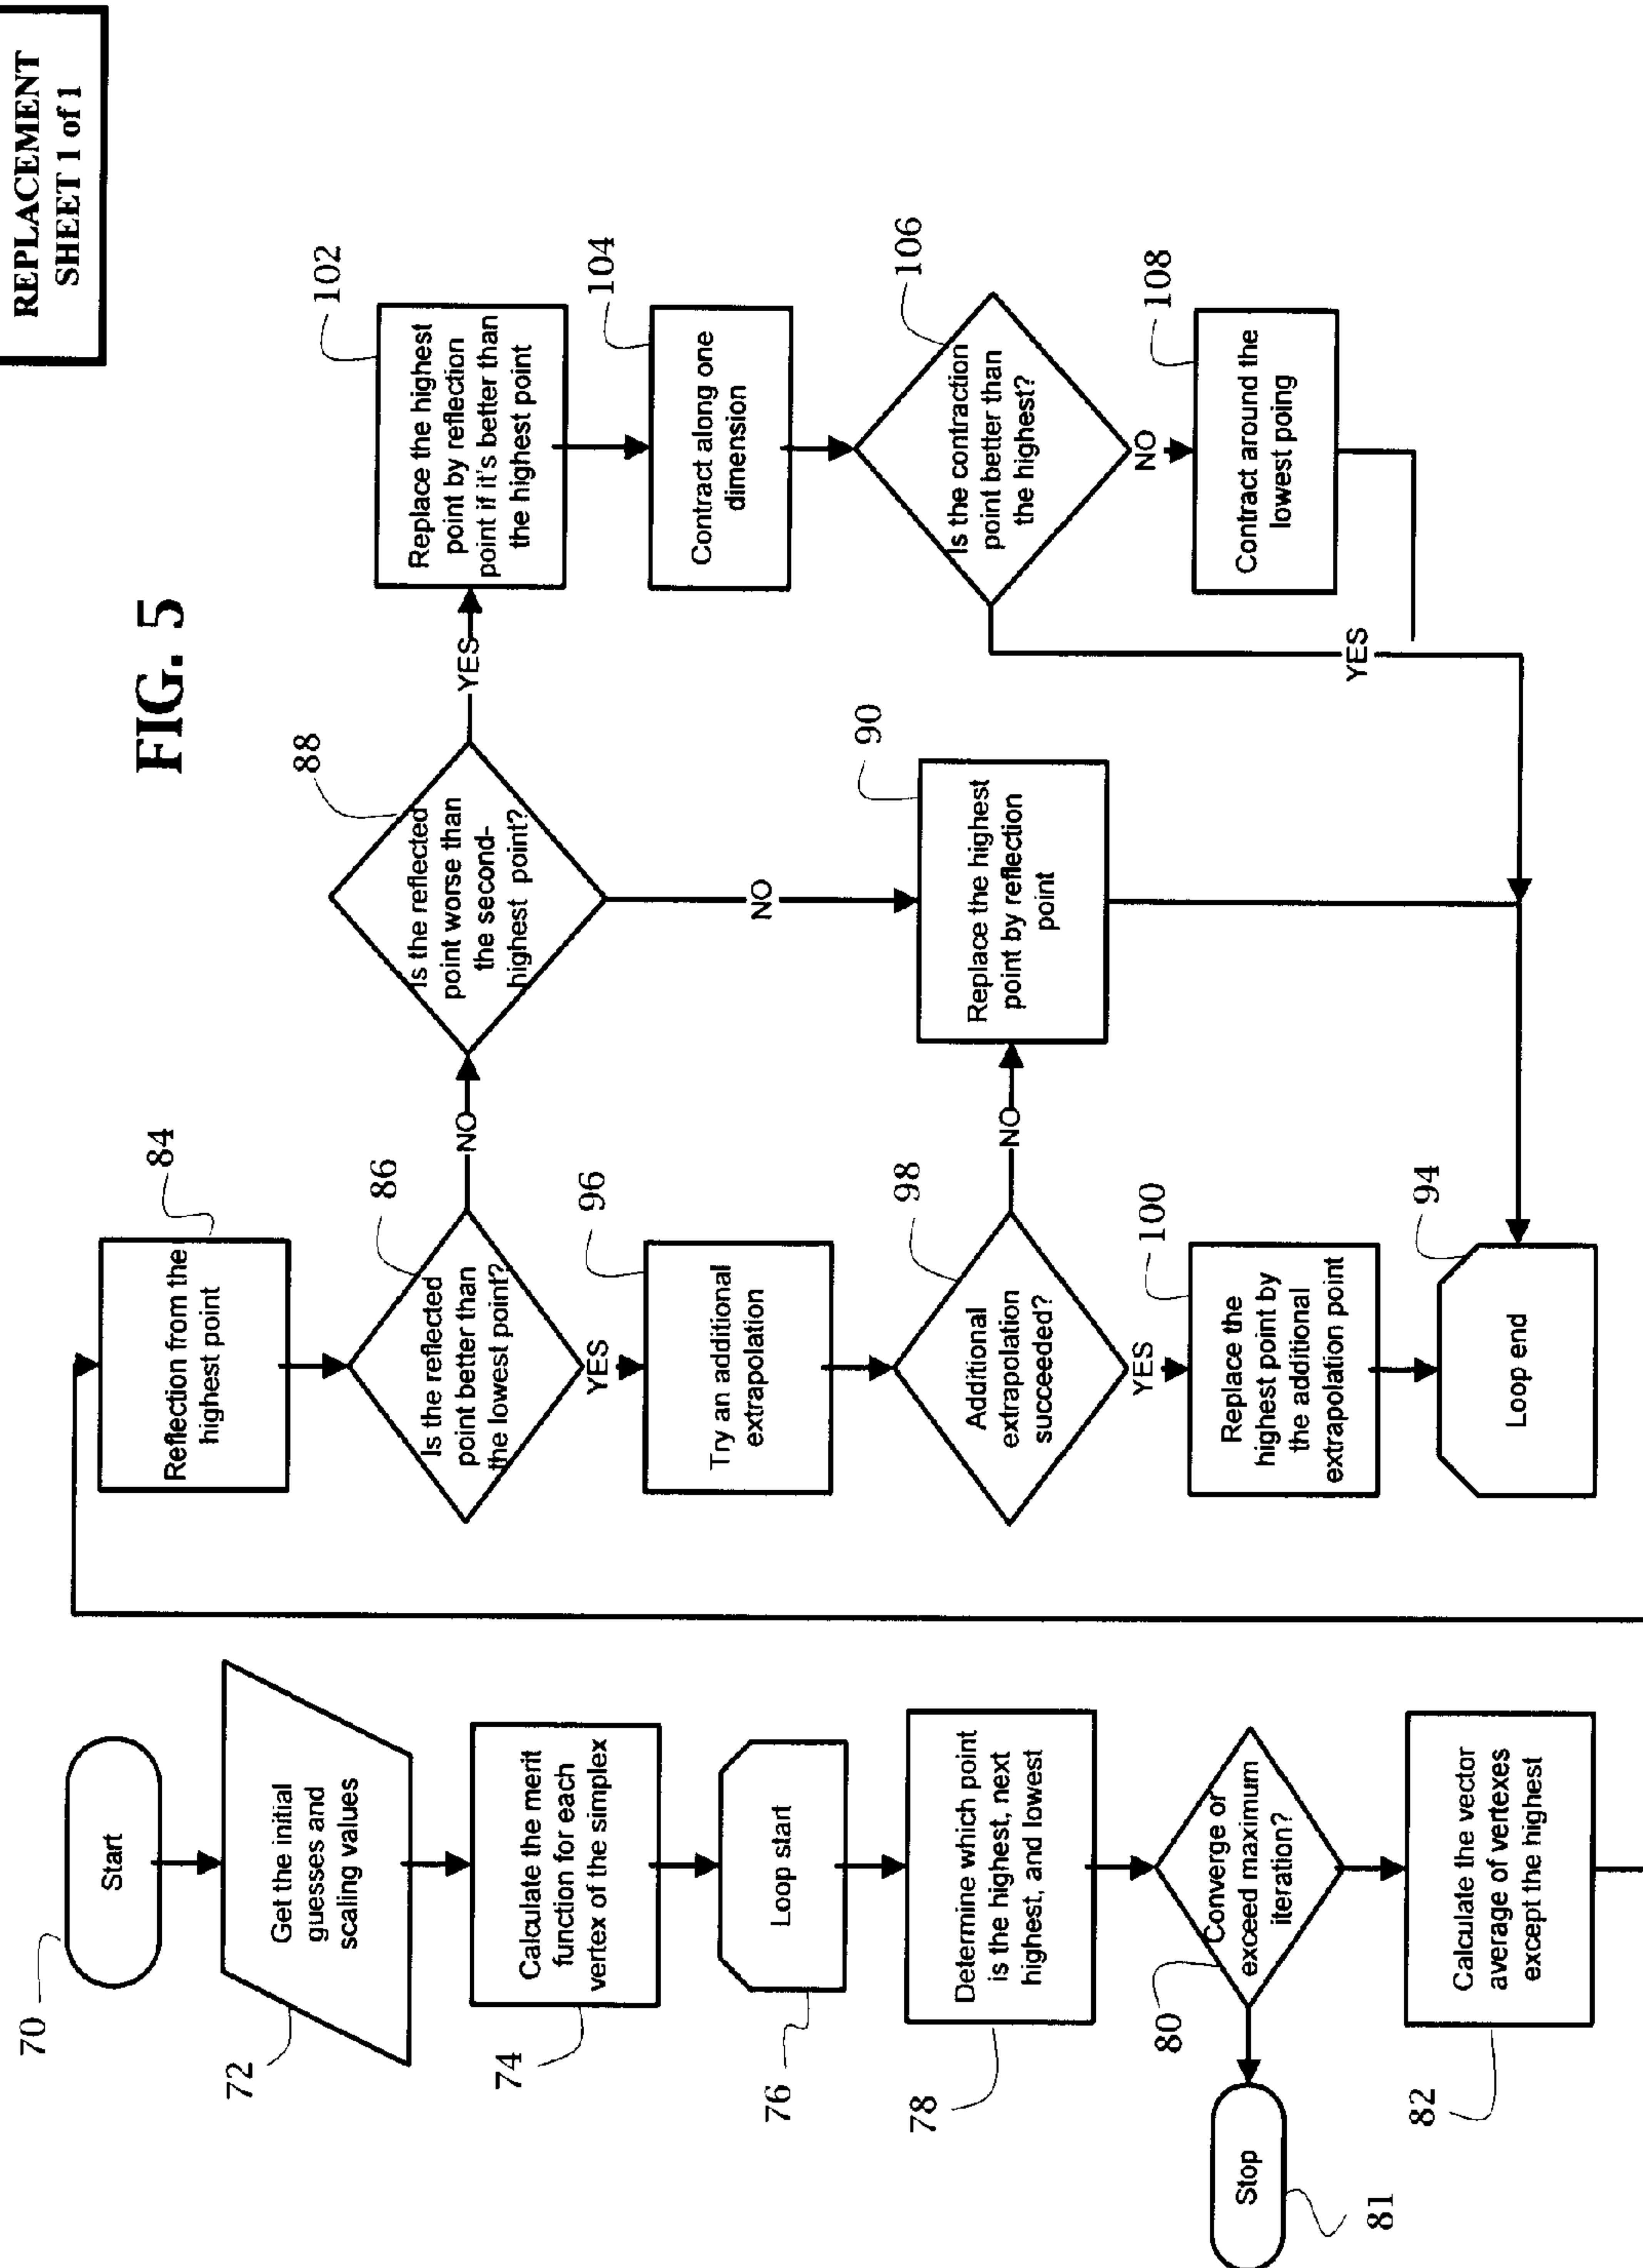 REPLACEMENT
SHEET 1 of 1
FIG. 5
70
Start
72
Get the initial
guesses and
scaling values
74
Calculate the merit
function for each
vertex of the simplex
76
Loop start
78
Determine which point
is the highest, next
highest, and lowest
80
Converge or
exceed maximum
iteration?
Stop
81
82
Calculate the vector
average of vertexes
except the highest
84
Reflection from the
highest point
86
Is the reflected
point better than
the lowest point?
NO
YES
96
Try an additional
extrapolation
98
Additional
extrapolation
succeeded?
NO
YES
100
Replace the
highest point by
the additional
extrapolation point
94
Loop end
88
Is the reflected
point worse than
the second-
highest point?
YES
NO
90
Replace the highest
point by reflection
point
102
Replace the highest
point by reflection
point if it's better than
the highest point
104
Contract along one
dimension
106
Is the contraction
point better than
the highest?
NO
YES
108
Contract around the
lowest poing